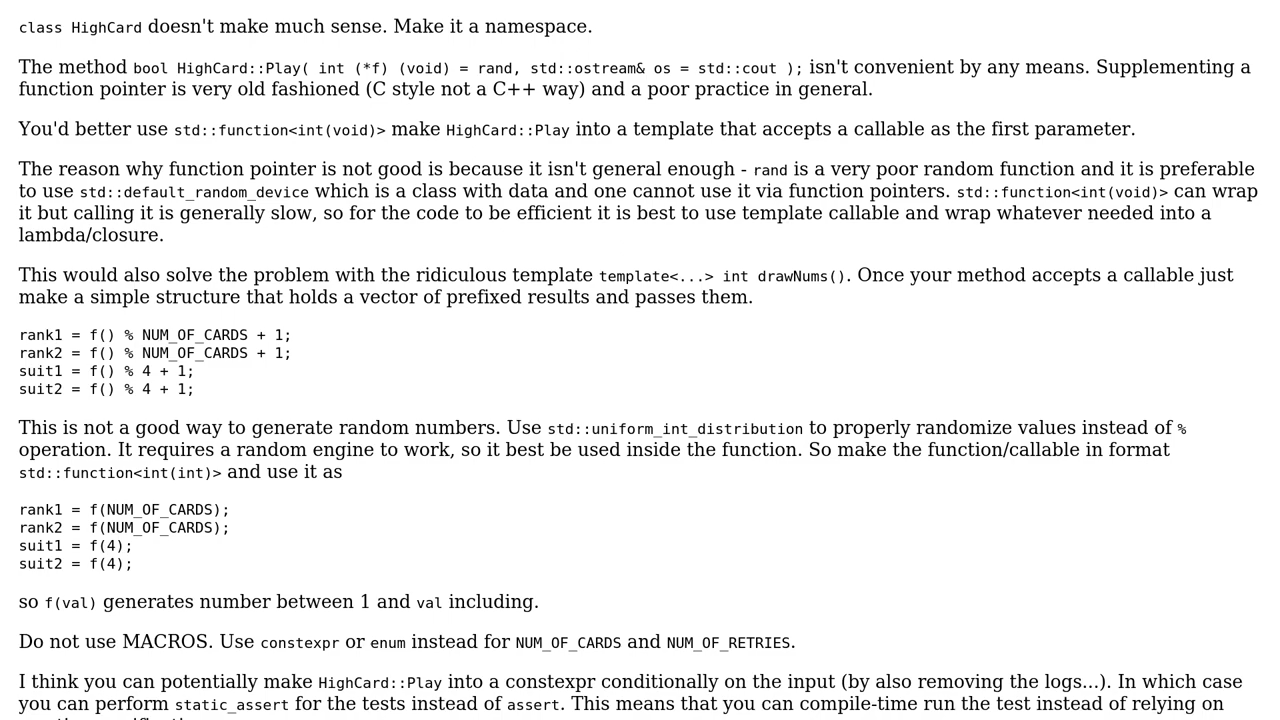 class HighCard doesn't make much sense. Make it a namespace.
The method bool HighCard::Play( int (*f) (void) = rand, std::ostream& os = std::cout ); isn't convenient by any means. Supplementing a
function pointer is very old fashioned (C style not a C++ way) and a poor practice in general.
You'd better use std::function<int(void)> make HighCard::Play into a template that accepts a callable as the first parameter.
The reason why function pointer is not good is because it isn't general enough - rand is a very poor random function and it is preferable
to use std::default_random_device which is a class with data and one cannot use it via function pointers. std::function<int(void)> can wrap
it but calling it is generally slow, so for the code to be efficient it is best to use template callable and wrap whatever needed into a
lambda/closure.
This would also solve the problem with the ridiculous template template<...> int drawNums(). Once your method accepts a callable just
make a simple structure that holds a vector of prefixed results and passes them.
rank1 = f() % NUM_OF_CARDS + 1;
rank2 = f() % NUM_OF_CARDS + 1;
suit1 = f() % 4 + 1;
suit2 = f() % 4 + 1;
This is not a good way to generate random numbers. Use std::uniform_int_distribution to properly randomize values instead of %
operation. It requires a random engine to work, so it best be used inside the function. So make the function/callable in format
std::function<int(int)> and use it as
rank1 = f(NUM_OF_CARDS);
rank2 = f(NUM_OF_CARDS);
suit1 = f(4);
suit2 = f(4);
so f(val) generates number between 1 and val including.
Do not use MACROS. Use constexpr or enum instead for NUM_OF_CARDS and NUM_OF_RETRIES.
I think you can potentially make HighCard::Play into a constexpr conditionally on the input (by also removing the logs...). In which case
you can perform static_assert for the tests instead of assert. This means that you can compile-time run the test instead of relying on